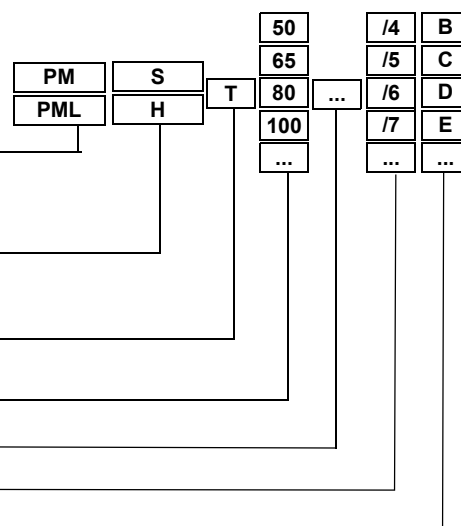 50 /4 B
65 /5 C
PM S T 80 ... /6 D
PML H 100 /7 E
... ... ...